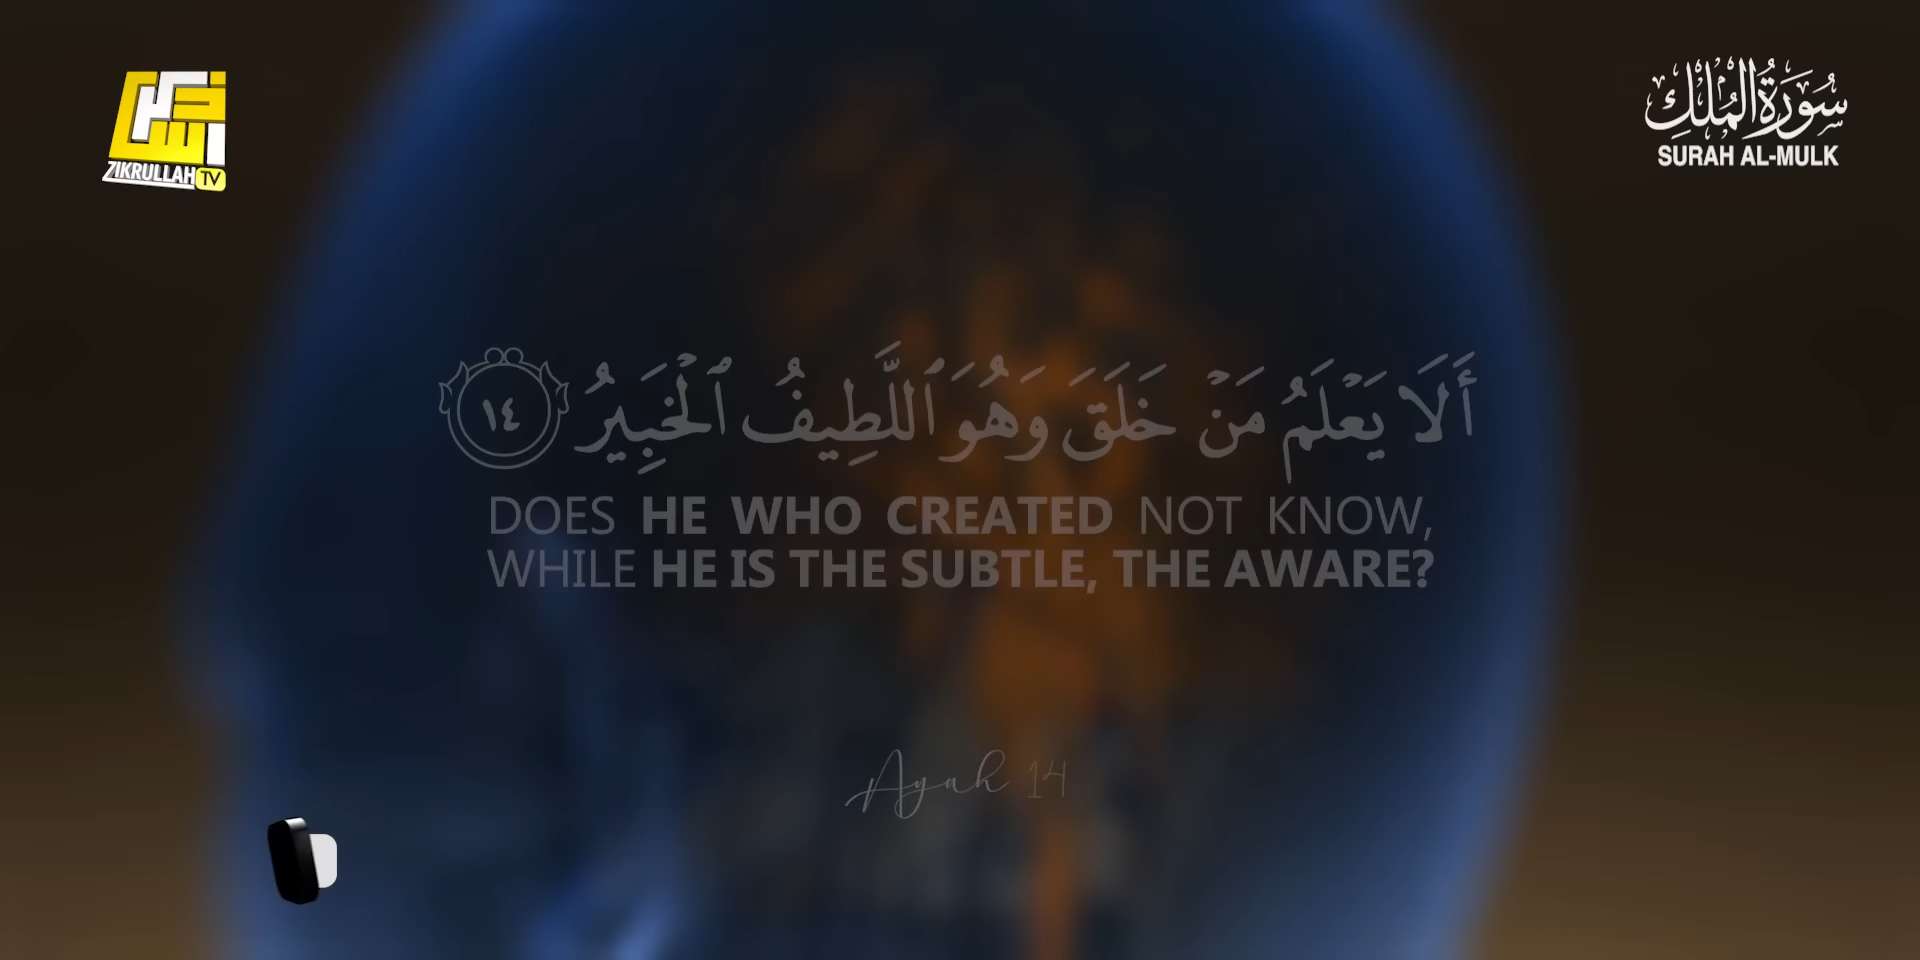 ZIKRULLAH TV
سُورَةُ المُلْكِ
SURAH AL-MULK
أَلَا يَعْلَمُ مَنْ خَلَقَ وَهُوَ ٱللَّطِيفُ ٱلْخَبِيرُ ١٤
DOES HE WHO CREATED NOT KNOW,
WHILE HE IS THE SUBTLE, THE AWARE?
Ayah 14